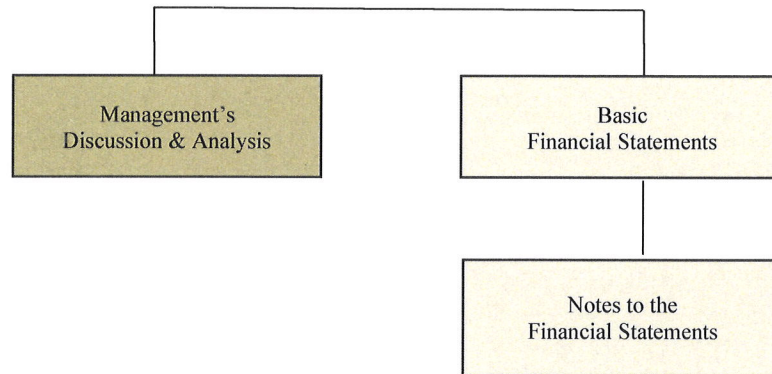 Management's
Discussion & Analysis
Basic
Financial Statements
Notes to the
Financial Statements